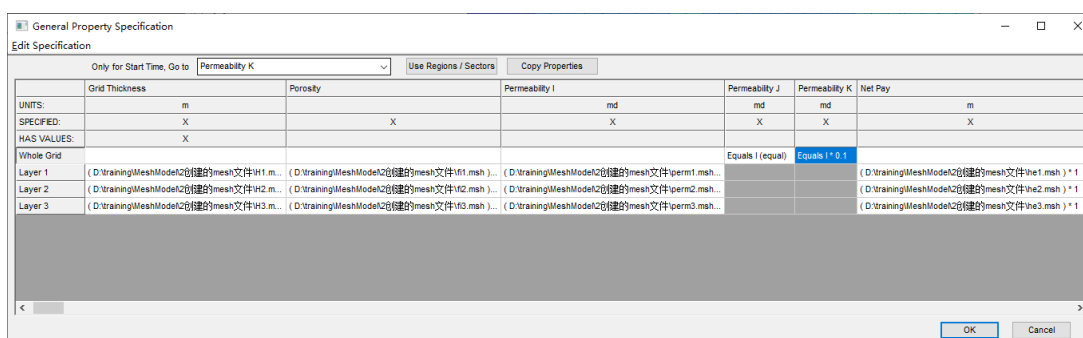 General Property Specification
Edit Specification
Only for Start Time, Go to Permeability K Use Regions / Sectors Copy Properties
Grid Thickness Porosity Permeability I Permeability J Permeability K Net Pay
UNITS: m md md md m
SPECIFIED: X X X X X X
HAS VALUES: X
Whole Grid Equals I (equal) Equals I * 0.1
Layer 1 ( D:\training\MeshModel\2创建的mesh文件\H1.m... ( D:\training\MeshModel\2创建的mesh文件\fi1.msh )... ( D:\training\MeshModel\2创建的mesh文件\perm1.msh... ( D:\training\MeshModel\2创建的mesh文件\he1.msh ) * 1
Layer 2 ( D:\training\MeshModel\2创建的mesh文件\H2.m... ( D:\training\MeshModel\2创建的mesh文件\fi2.msh )... ( D:\training\MeshModel\2创建的mesh文件\perm2.msh... ( D:\training\MeshModel\2创建的mesh文件\he2.msh ) * 1
Layer 3 ( D:\training\MeshModel\2创建的mesh文件\H3.m... ( D:\training\MeshModel\2创建的mesh文件\fi3.msh )... ( D:\training\MeshModel\2创建的mesh文件\perm3.msh... ( D:\training\MeshModel\2创建的mesh文件\he3.msh ) * 1
OK Cancel